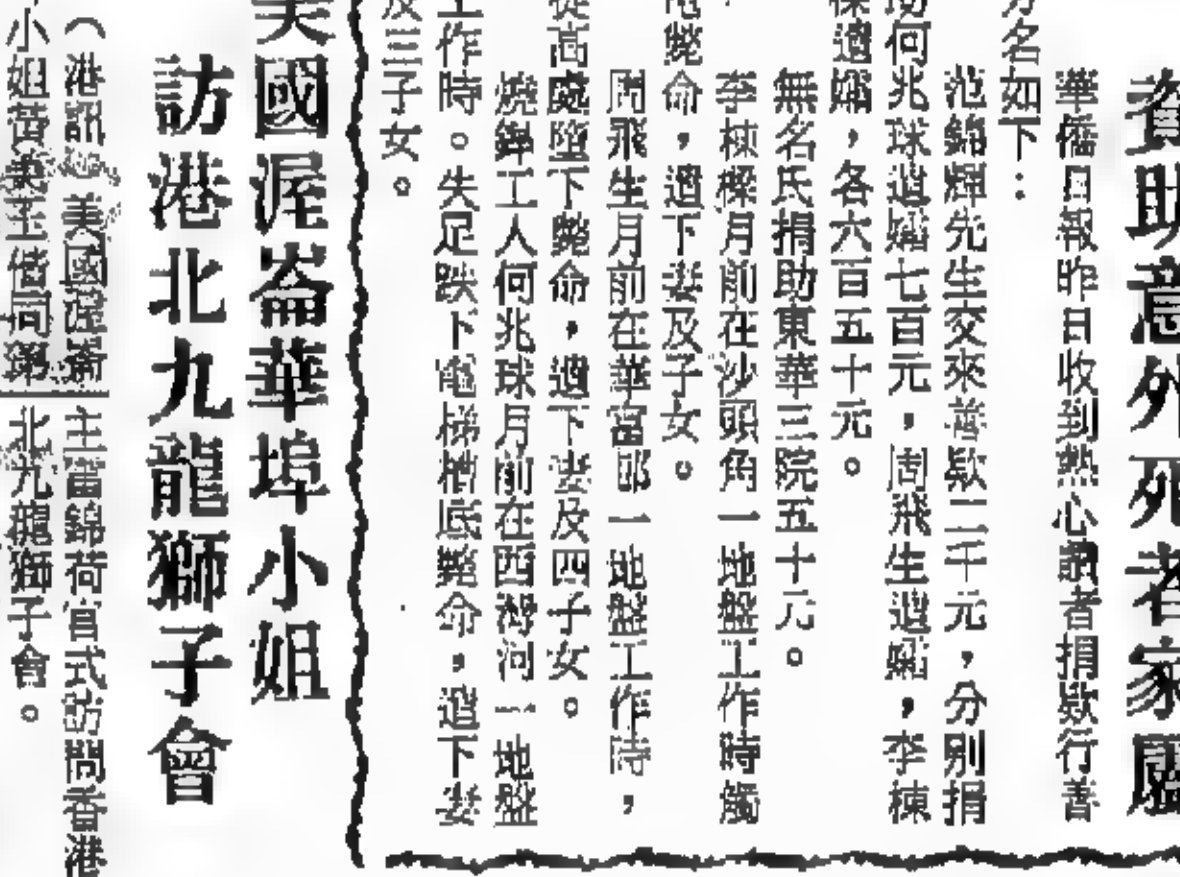 資助意外死者家屬
華僑日報昨日收到熱心讀者捐欵行善
芳名如下：
范錦輝先生交來善欵二千元，分別捐
助何兆球遺孀七百元，周飛生遺孀，李棟
樑遺孀，各六百五十元。
無名氏捐助東華三院五十元。
李棟樑月前在沙頭角一地盤工作時觸
電斃命，遺下妻及子女。
周飛生月前在華富邨一地盤工作時，
從高處墮下斃命，遺下妻及四子女。
燒銲工人何兆球月前在西灣河一地盤
工作時。失足跌下電梯槽底斃命，遺下妻
及三子女。
美國渥崙華埠小姐
訪港北九龍獅子會
（港訊）美國渥崙
小姐黃美玉偕同第
主富錦荷官式訪問香港
北九龍獅子會。